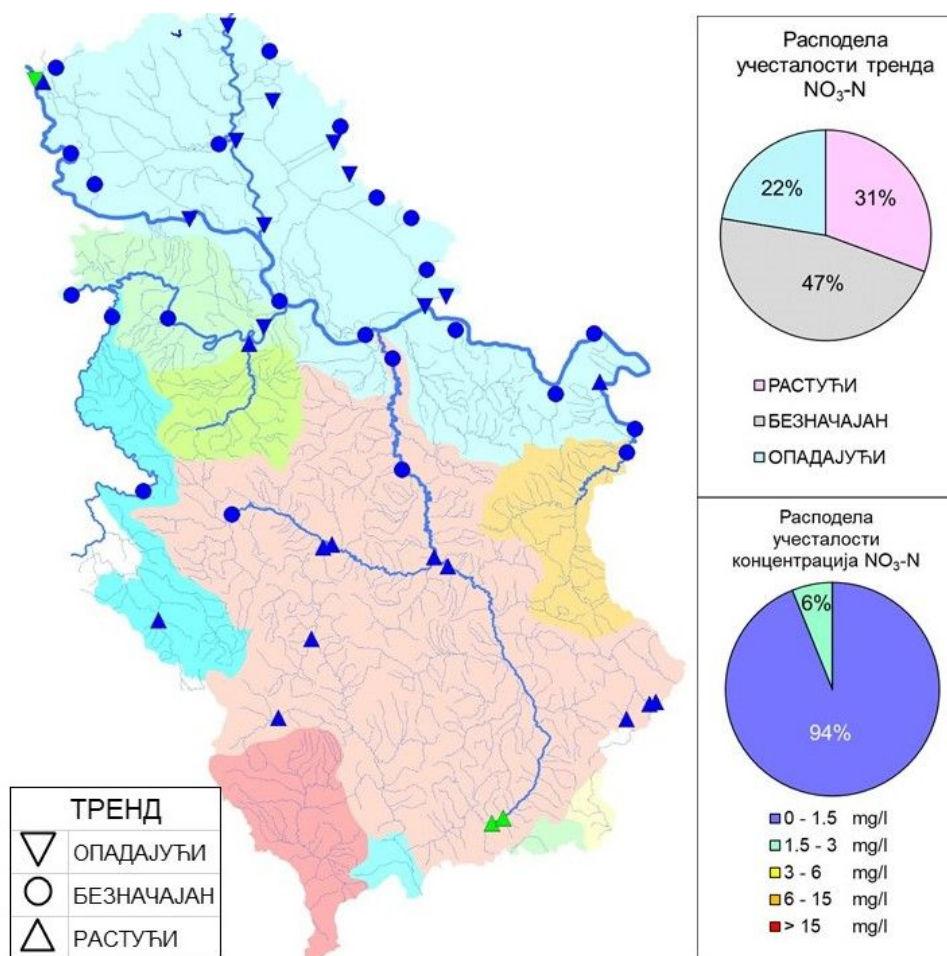 Расподела
учесталости тренда
NO₃-N
22%
31%
47%
РАСТУЋИ
БЕЗНАЧАЈАН
ОПАДАЈУЋИ
Расподела
учесталости
концентрација NO₃-N
6%
94%
0 - 1.5 mg/l
1.5 - 3 mg/l
3 - 6 mg/l
6 - 15 mg/l
> 15 mg/l
ТРЕНД
ОПАДАЈУЋИ
БЕЗНАЧАЈАН
РАСТУЋИ